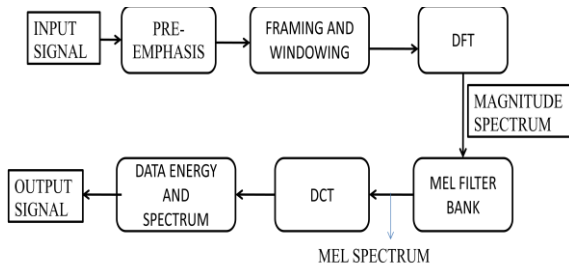 INPUT
SIGNAL
PRE-
EMPHASIS
FRAMING AND
WINDOWING
DFT
MAGNITUDE
SPECTRUM
OUTPUT
SIGNAL
DATA ENERGY
AND
SPECTRUM
DCT
MEL FILTER
BANK
MEL SPECTRUM